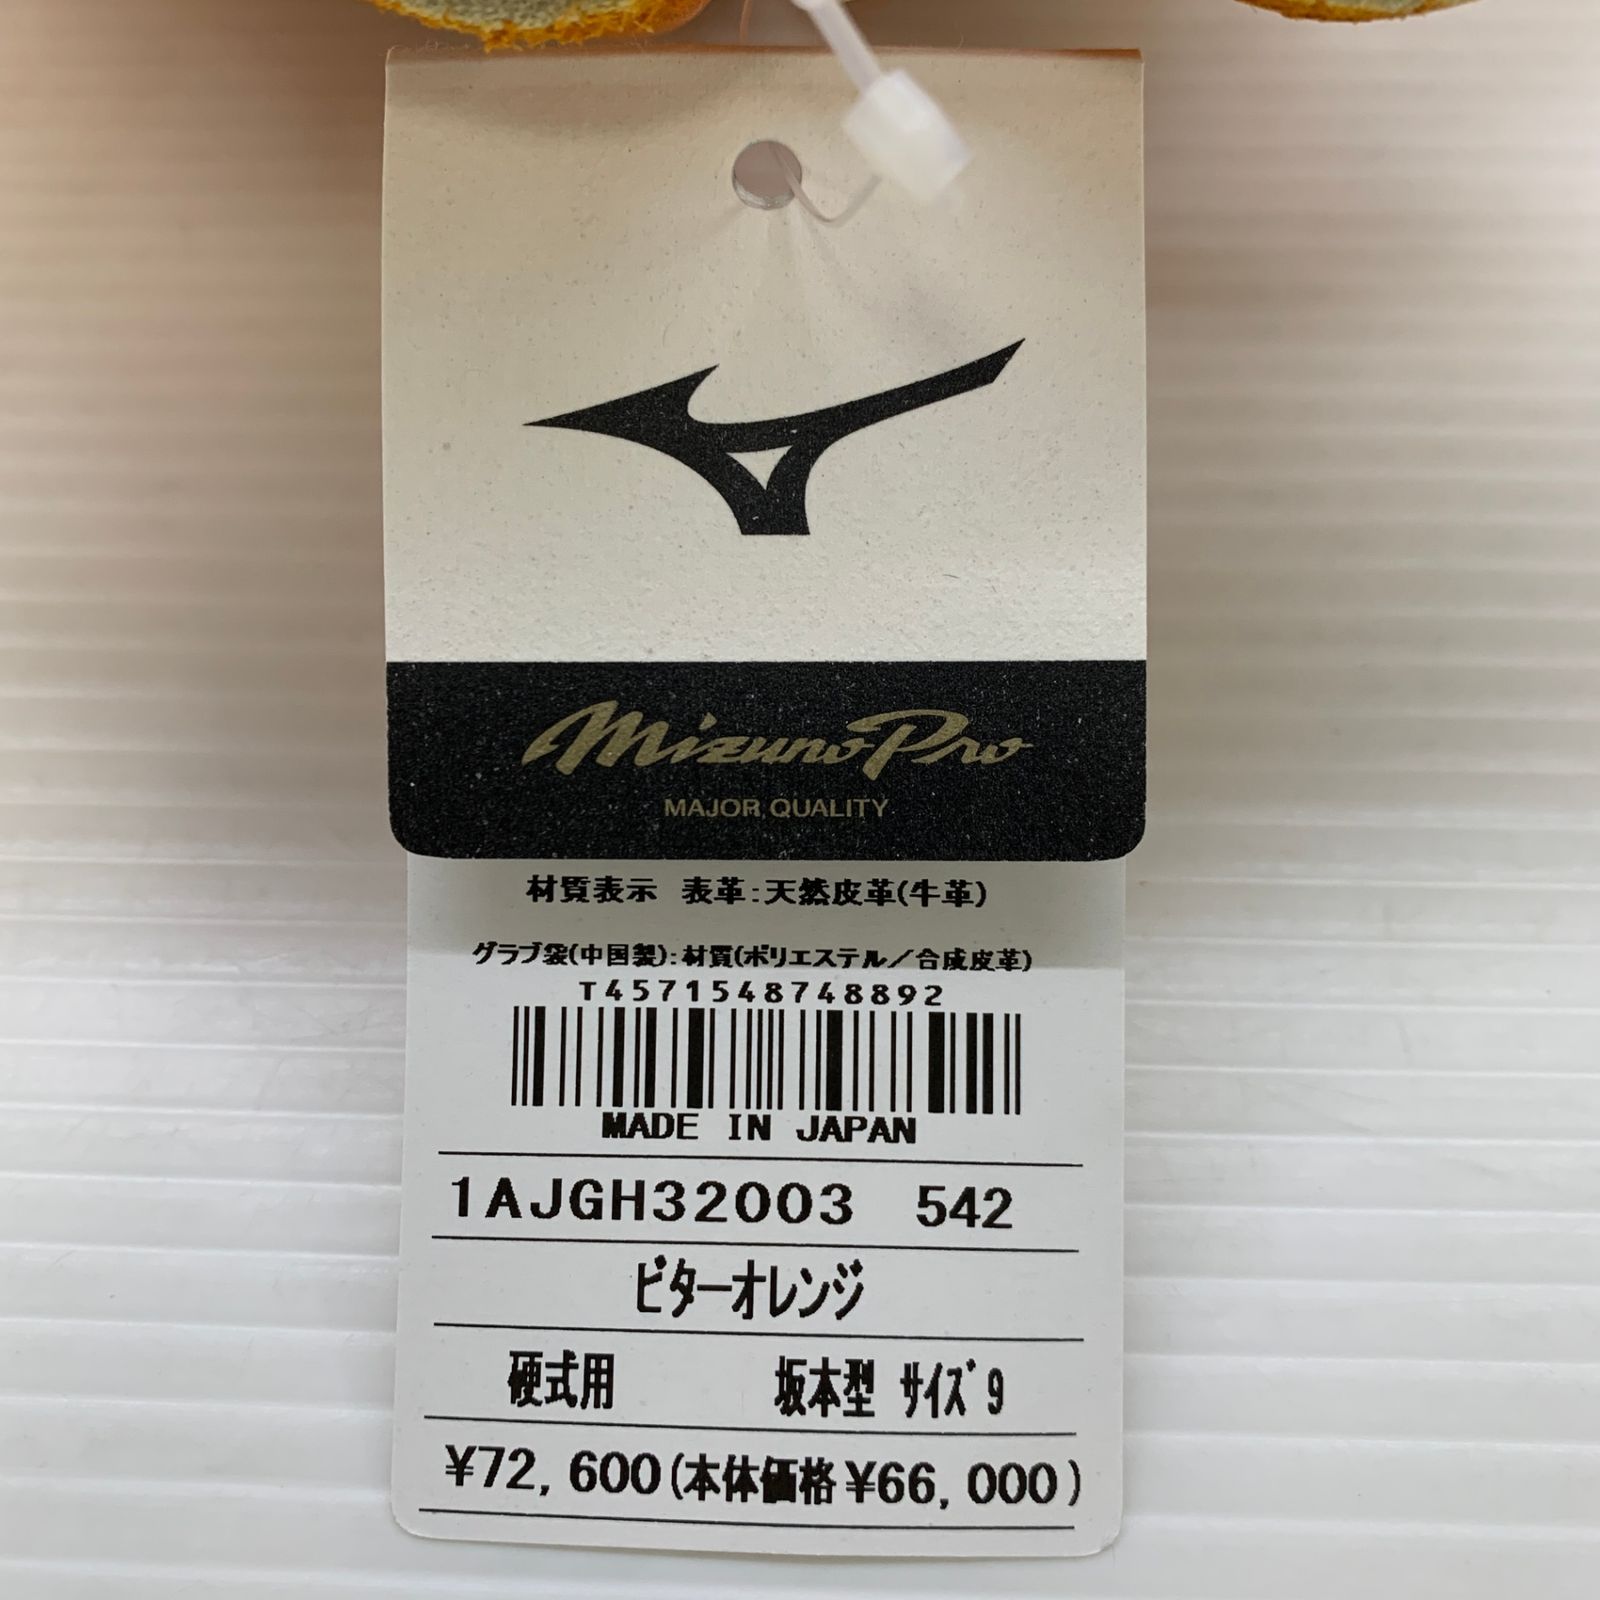 Mizuno Pro
MAJOR QUALITY
材質表示 表革:天然皮革(牛革)
グラブ袋(中国製):材質(ポリエステル/合成皮革)
T4571548748892
MADE IN JAPAN
1AJGH32003 542
ビターオレンジ
硬式用 坂本型 サイズ9
¥72,600(本体価格¥66,000)